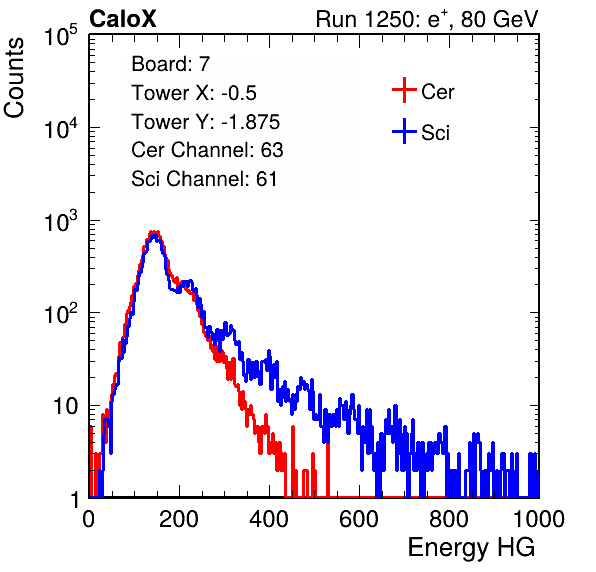 CaloX Run 1250: e⁺, 80 GeV
Counts
10⁵
10⁴
10³
10²
10
1
Board: 7
Tower X: -0.5
Tower Y: -1.875
Cer Channel: 63
Sci Channel: 61
Cer
Sci
0 200 400 600 800 1000
Energy HG